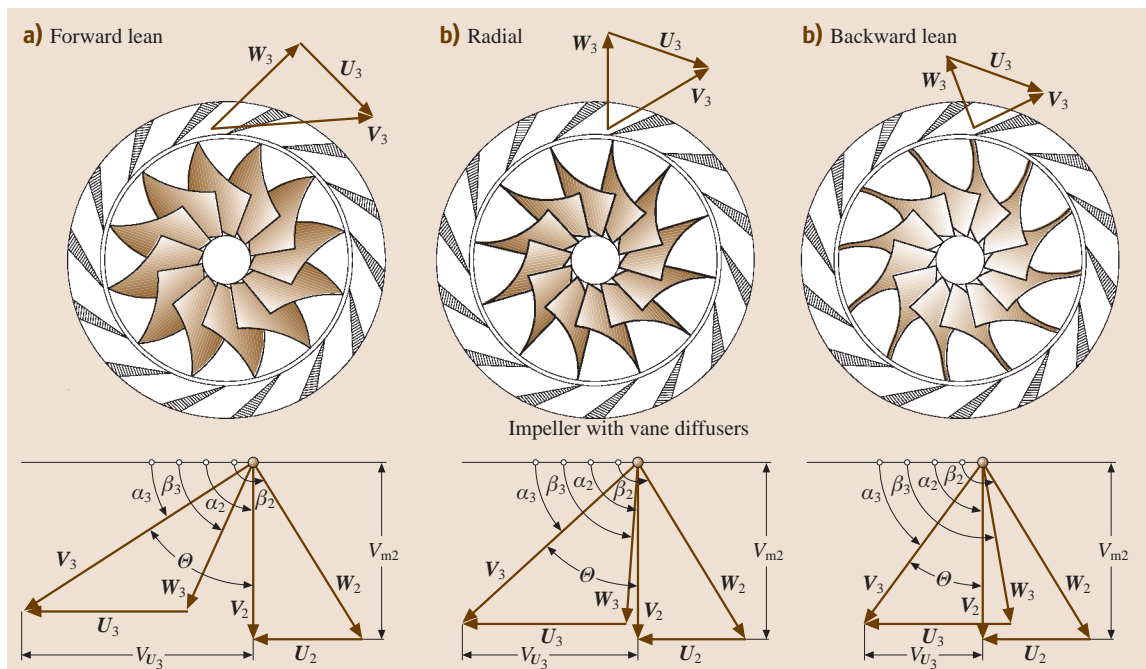 a) Forward lean
b) Radial
b) Backward lean
W3
U3
V3
W3
U3
V3
W3
U3
V3
Impeller with vane diffusers
α3
β3
α2
β2
V3
Θ
W3
V2
W2
Vm2
U3
VU3
U2
α3
β3
α2
β2
V3
Θ
W3
V2
W2
Vm2
U3
VU3
U2
α3
β3
α2
β2
V3
Θ
V2
W3
W2
Vm2
U3
VU3
U2